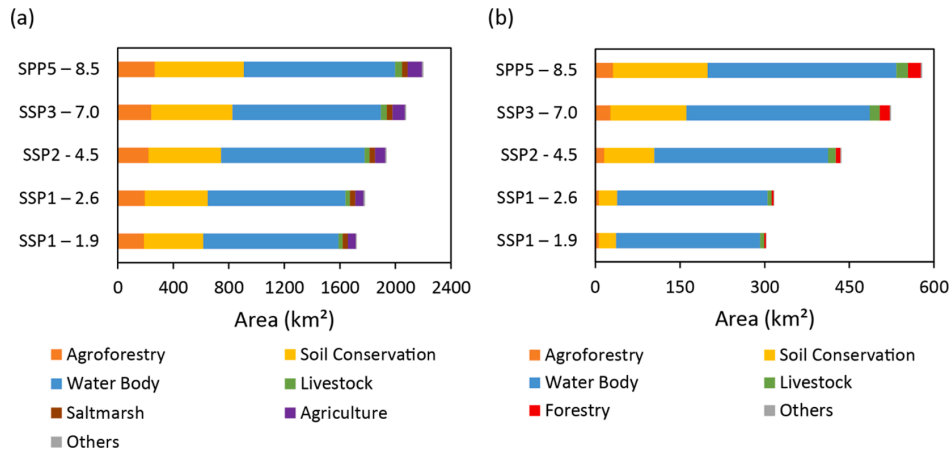 (a)
SPP5 – 8.5
SSP3 – 7.0
SSP2 - 4.5
SSP1 – 2.6
SSP1 – 1.9
0 400 800 1200 1600 2000 2400
Area (km²)
Agroforestry Soil Conservation
Water Body Livestock
Saltmarsh Agriculture
Others
(b)
SPP5 – 8.5
SSP3 – 7.0
SSP2 - 4.5
SSP1 – 2.6
SSP1 – 1.9
0 150 300 450 600
Area (km²)
Agroforestry Soil Conservation
Water Body Livestock
Forestry Others